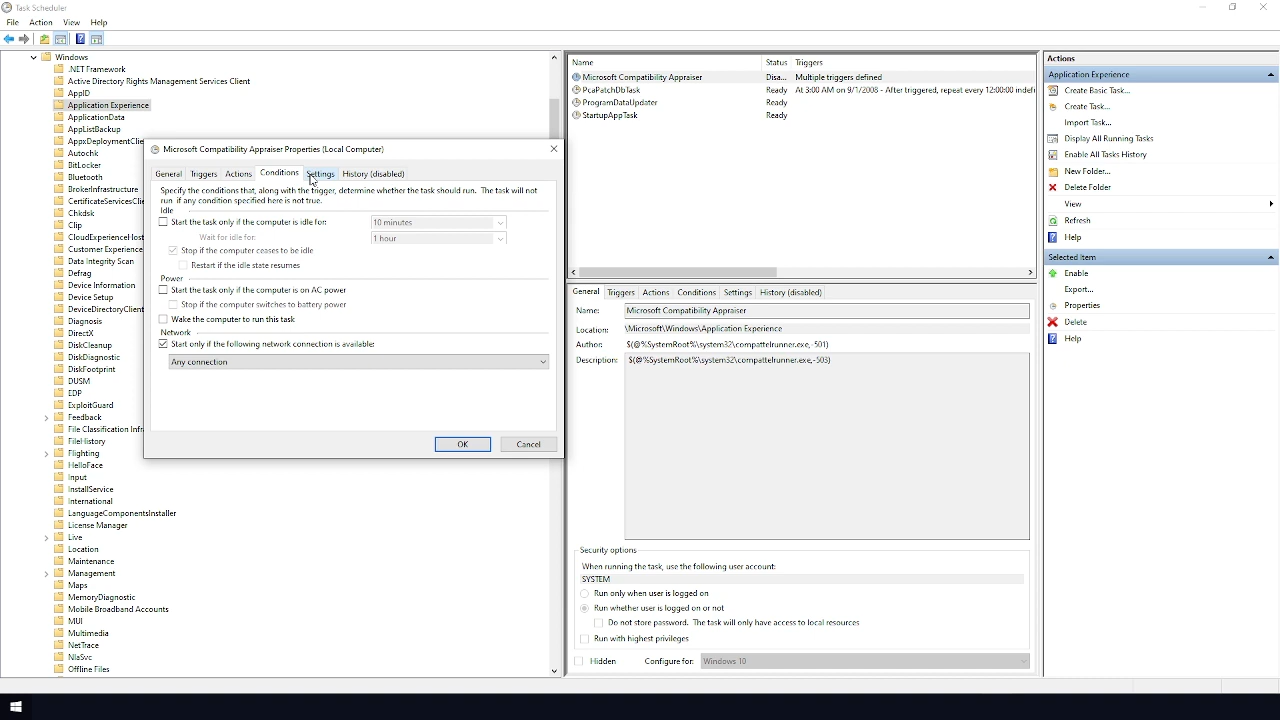 Task Scheduler
File Action View Help
Windows
.NET Framework
Active Directory Rights Management Services Client
AppID
Application Experience
ApplicationData
AppListBackup
AppxDeploymentClie
Autochk
BitLocker
Bluetooth
BrokerInfrastructure
CertificateServicesClie
Chkdsk
Clip
CloudExperienceHost
Customer Experience
Data Integrity Scan
Defrag
Device Information
Device Setup
DeviceDirectoryClient
Diagnosis
DirectX
DiskCleanup
DiskDiagnostic
DiskFootprint
DUSM
EDP
ExploitGuard
Feedback
File Classification Infr
FileHistory
Flighting
HelloFace
Input
InstallService
International
LanguageComponentsInstaller
License Manager
Live
Location
Maintenance
Management
Maps
MemoryDiagnostic
Mobile Broadband Accounts
MUI
Multimedia
NetTrace
NlaSvc
Offline Files
Microsoft Compatibility Appraiser Properties (Local Computer)
General Triggers Actions Conditions Settings History (disabled)
Specify the conditions that, along with the trigger, determine whether the task should run. The task will not
run if any condition specified here is not true.
Idle
Start the task only if the computer is idle for: 10 minutes
Wait for idle for: 1 hour
Stop if the computer ceases to be idle
Restart if the idle state resumes
Power
Start the task only if the computer is on AC power
Stop if the computer switches to battery power
Wake the computer to run this task
Network
Start only if the following network connection is available:
Any connection
OK Cancel
Name Status Triggers
Microsoft Compatibility Appraiser Disa... Multiple triggers defined
PcaPatchDbTask Ready At 3:00 AM on 9/1/2008 - After triggered, repeat every 12:00:00 indefi
ProgramDataUpdater Ready
StartupAppTask Ready
General Triggers Actions Conditions Settings History (disabled)
Name: Microsoft Compatibility Appraiser
Location: \Microsoft\Windows\Application Experience
Author: $(@%SystemRoot%\system32\compattelrunner.exe,-501)
Description: $(@%SystemRoot%\system32\compattelrunner.exe,-503)
Security options
When running the task, use the following user account:
SYSTEM
Run only when user is logged on
Run whether user is logged on or not
Do not store password. The task will only have access to local resources
Run with highest privileges
Hidden Configure for: Windows 10
Actions
Application Experience
Create Basic Task...
Create Task...
Import Task...
Display All Running Tasks
Enable All Tasks History
New Folder...
Delete Folder
View
Refresh
Help
Selected Item
Enable
Export...
Properties
Delete
Help